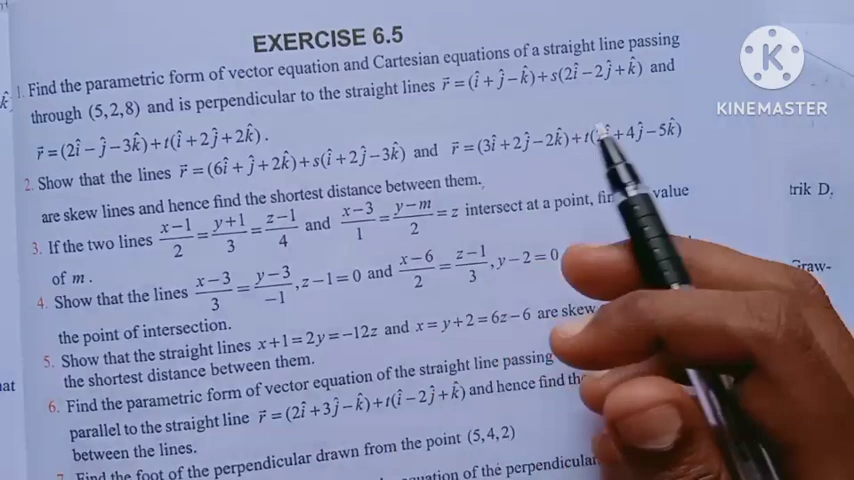 EXERCISE 6.5
1. Find the parametric form of vector equation and Cartesian equations of a straight line passing
through (5,2,8) and is perpendicular to the straight lines r⃗ = (î + ĵ − k̂) + s(2î − 2ĵ + k̂) and
r⃗ = (2î − ĵ − 3k̂) + t(î + 2ĵ + 2k̂).
2. Show that the lines r⃗ = (6î + ĵ + 2k̂) + s(î + 2ĵ − 3k̂) and r⃗ = (3î + 2ĵ − 2k̂) + t( + 4ĵ − 5k̂)
are skew lines and hence find the shortest distance between them.
3. If the two lines (x−1)/2 = (y+1)/3 = (z−1)/4 and (x−3)/1 = (y−m)/2 = z intersect at a point, value
of m.
4. Show that the lines (x−3)/3 = (y−3)/−1, z−1=0 and (x−6)/2 = (z−1)/3, y−2=0
the point of intersection.
5. Show that the straight lines x+1=2y=−12z and x=y+2=6z−6 are skew
the shortest distance between them.
6. Find the parametric form of vector equation of the straight line passing
parallel to the straight line r⃗ = (2î + 3ĵ − k̂) + t(î − 2ĵ + k̂) and hence find the
between the lines.
7. Find the foot of the perpendicular drawn from the point (5,4,2)
equation of the perpendicular
K
KINEMASTER
trik D.
Graw-
hat
k̂